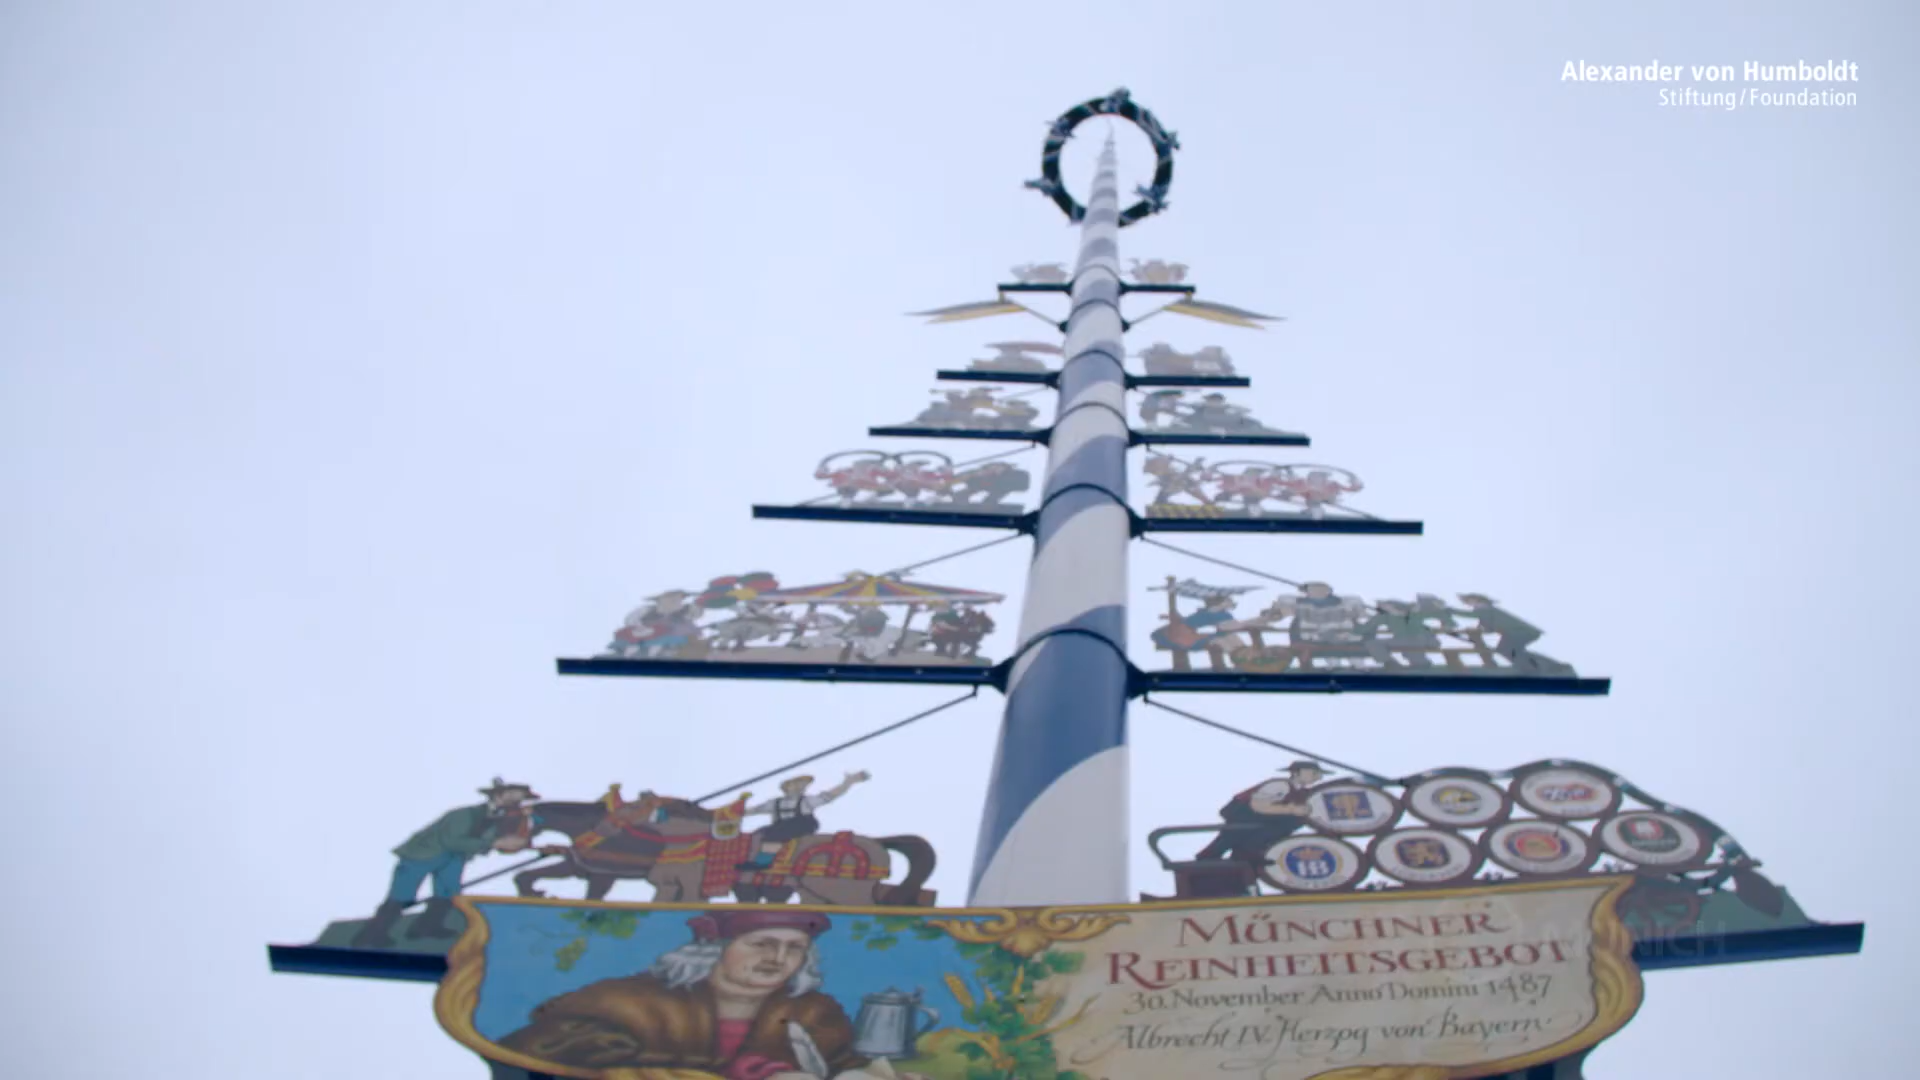 Alexander von Humboldt
Stiftung/Foundation
MÜNCHNER
REINHEITSGEBOT
30. November Anno Domini 1487
Albrecht IV. Herzog von Bayern